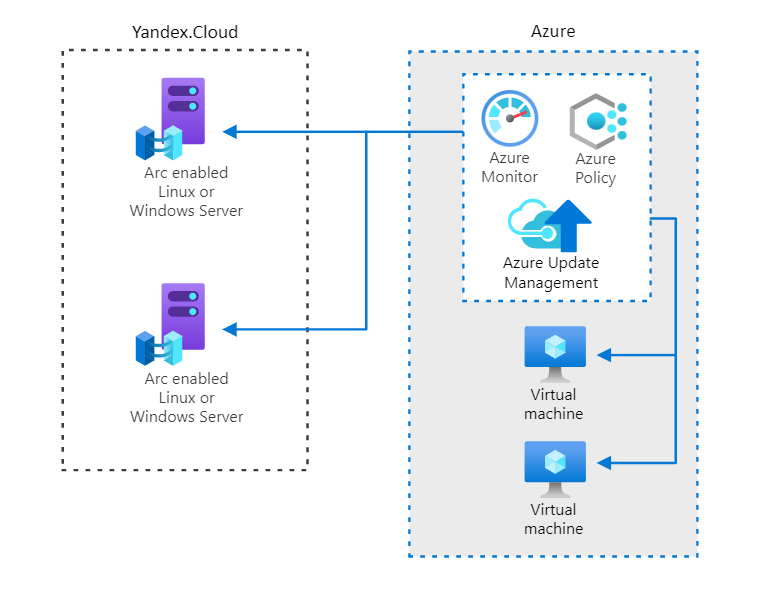 Yandex.Cloud
Arc enabled
Linux or
Windows Server
Arc enabled
Linux or
Windows Server
Azure
Azure
Monitor
Azure
Policy
Azure Update
Management
Virtual
machine
Virtual
machine